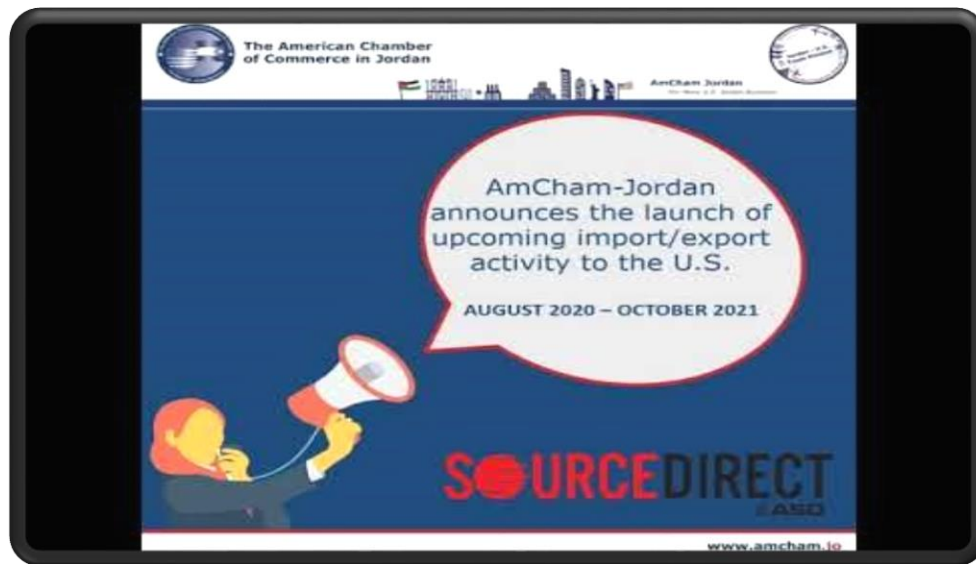 The American Chamber
of Commerce in Jordan
AmCham Jordan
AmCham-Jordan
announces the launch of
upcoming import/export
activity to the U.S.
AUGUST 2020 – OCTOBER 2021
SOURCEDIRECT
ASD
www.amcham.jo